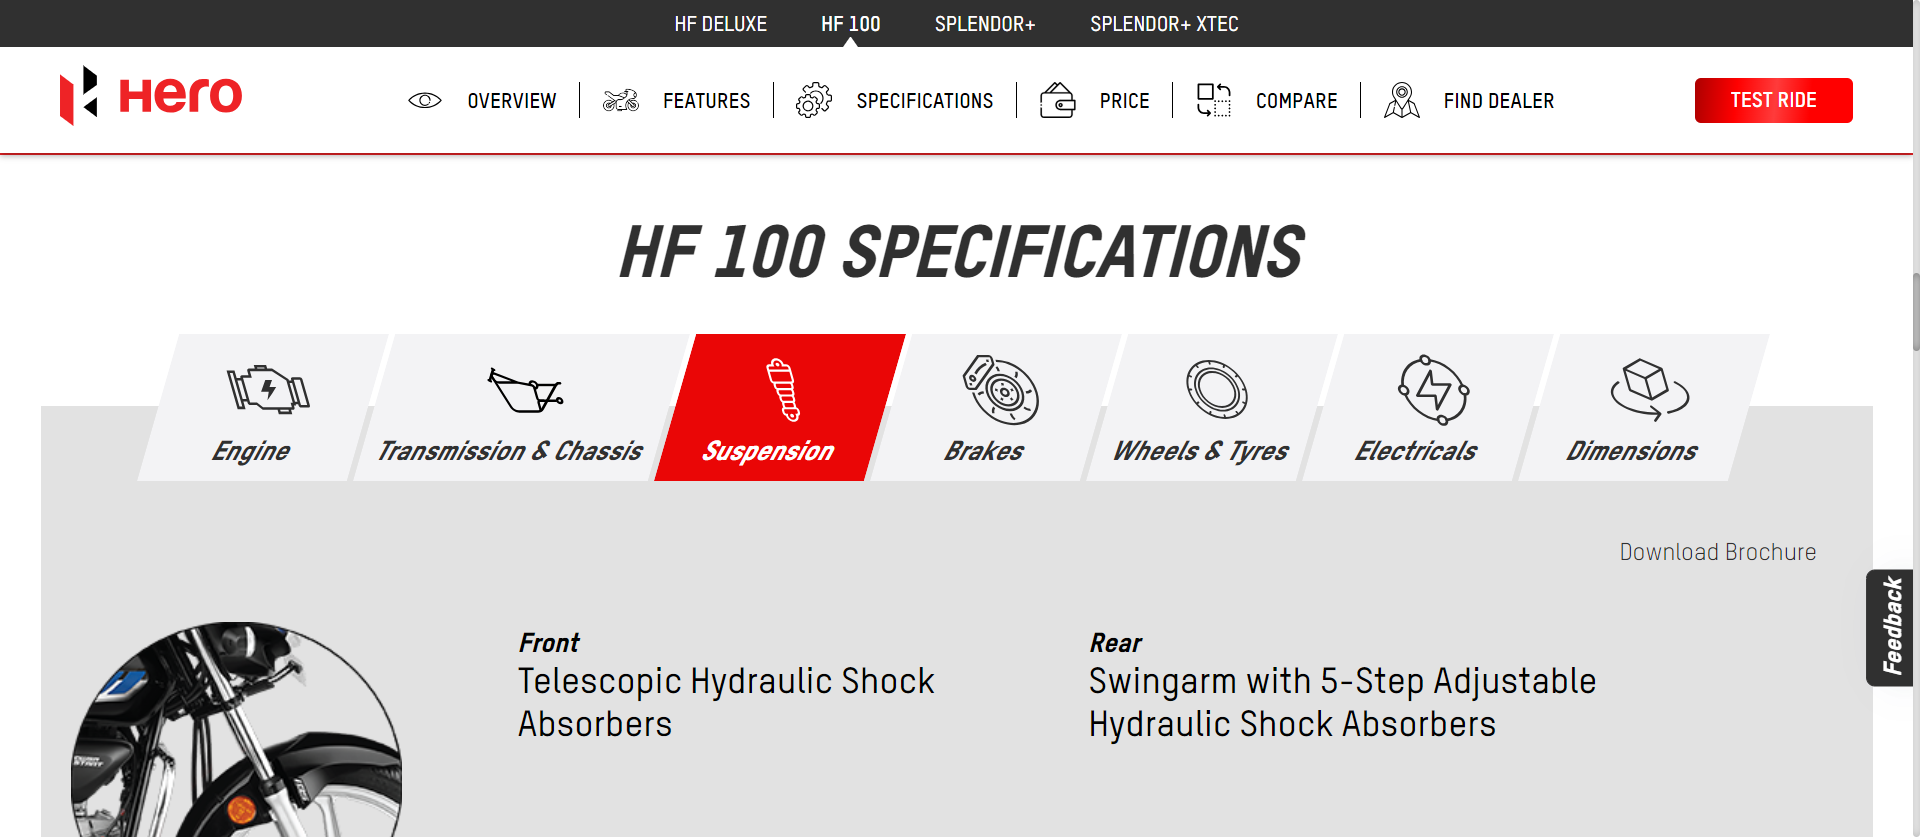 HF DELUXE HF 100 SPLENDOR+ SPLENDOR+ XTEC
Hero OVERVIEW FEATURES SPECIFICATIONS PRICE COMPARE FIND DEALER TEST RIDE
HF 100 SPECIFICATIONS
Engine Transmission & Chassis Suspension Brakes Wheels & Tyres Electricals Dimensions
Download Brochure
Feedback
Front
Telescopic Hydraulic Shock
Absorbers
Rear
Swingarm with 5-Step Adjustable
Hydraulic Shock Absorbers